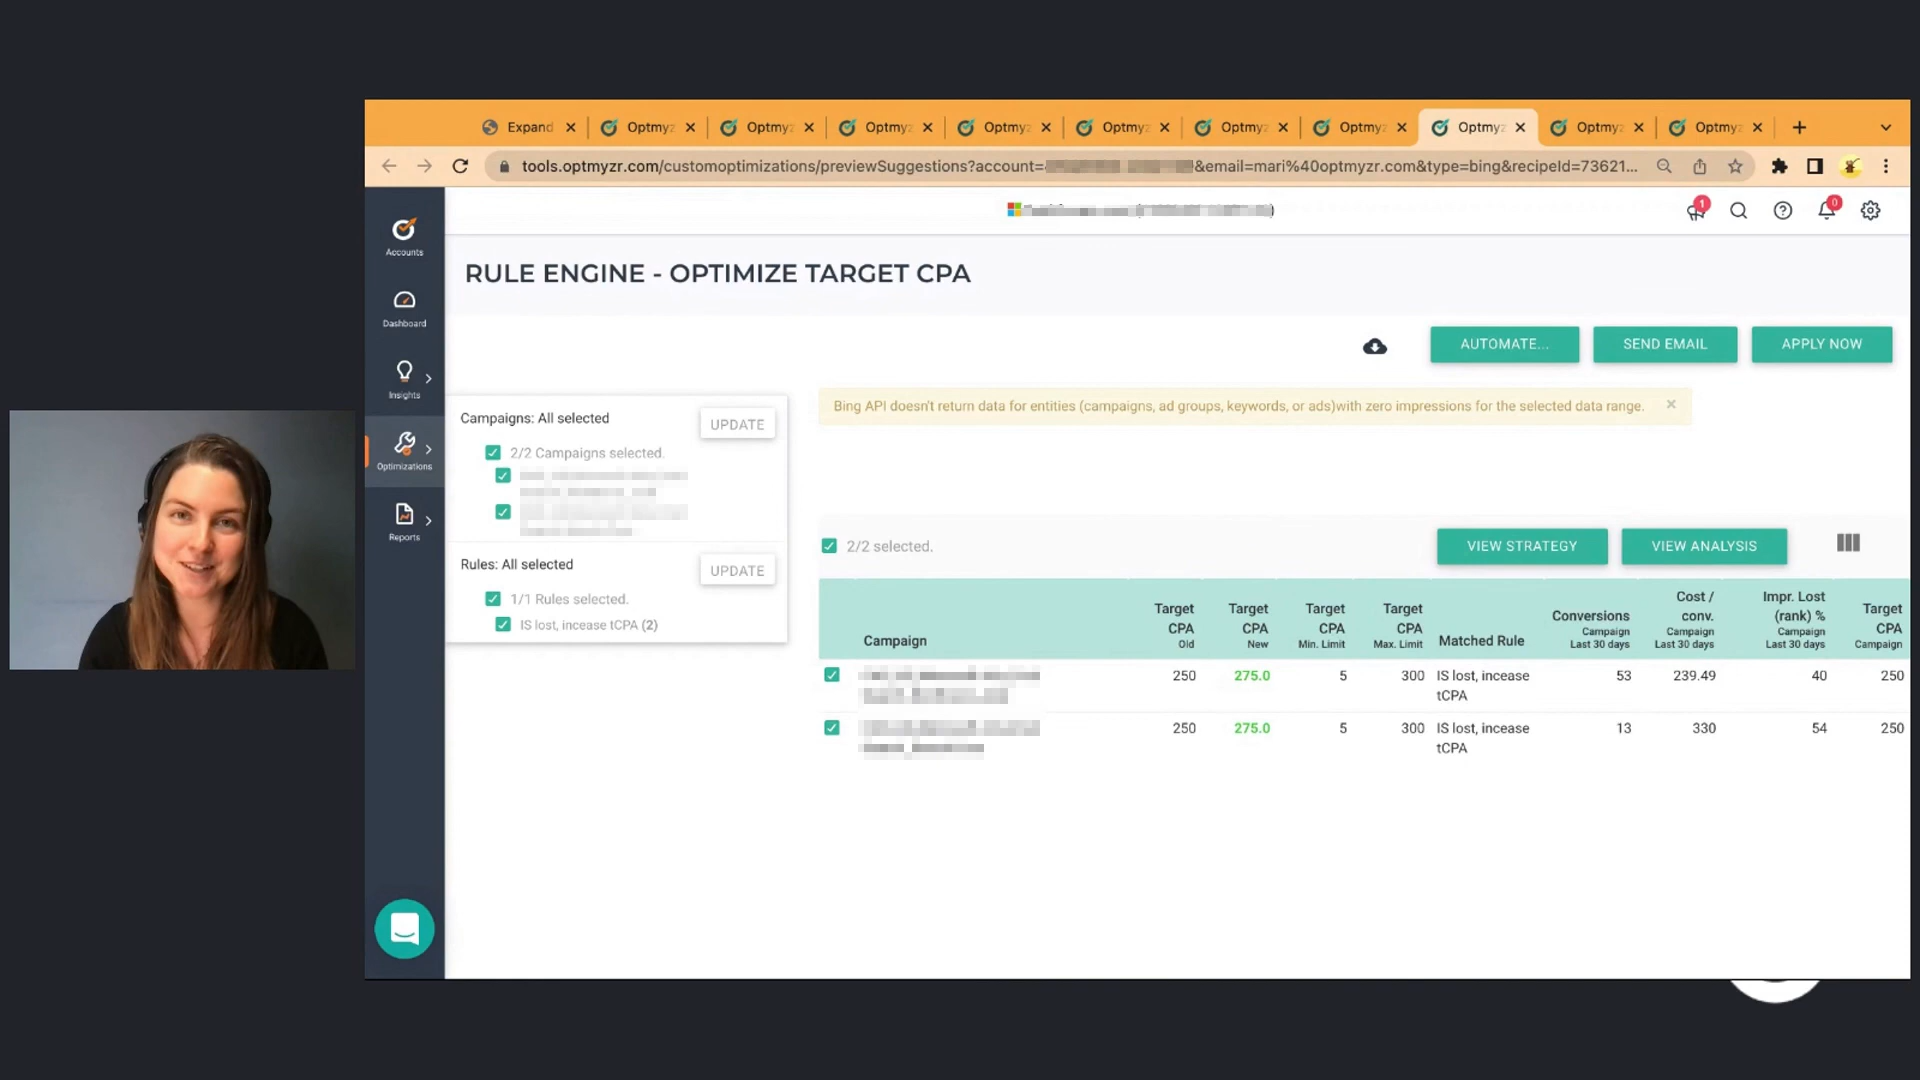 Expand
Optmyz
Optmyz
Optmyz
Optmyz
Optmyz
Optmyz
Optmyz
Optmyz
Optmyz
Optmyz
tools.optmyzr.com/customoptimizations/previewSuggestions?account=
&email=mari%40optmyzr.com&type=bing&recipeId=73621...
1
0
Accounts
Dashboard
Insights
Optimizations
Reports
RULE ENGINE - OPTIMIZE TARGET CPA
AUTOMATE...
SEND EMAIL
APPLY NOW
Campaigns: All selected
UPDATE
2/2 Campaigns selected.
Rules: All selected
UPDATE
1/1 Rules selected.
IS lost, increase tCPA (2)
Bing API doesn't return data for entities (campaigns, ad groups, keywords, or ads)with zero impressions for the selected data range.
2/2 selected.
VIEW STRATEGY
VIEW ANALYSIS
Campaign
Target
CPA
Old
Target
CPA
New
Target
CPA
Min. Limit
Target
CPA
Max. Limit
Matched Rule
Conversions
Campaign
Last 30 days
Cost /
conv.
Campaign
Last 30 days
Impr. Lost
(rank) %
Campaign
Last 30 days
Target
CPA
Campaign
250 275.0 5 300 IS lost, increase 53 239.49 40 250
tCPA
250 275.0 5 300 IS lost, increase 13 330 54 250
tCPA